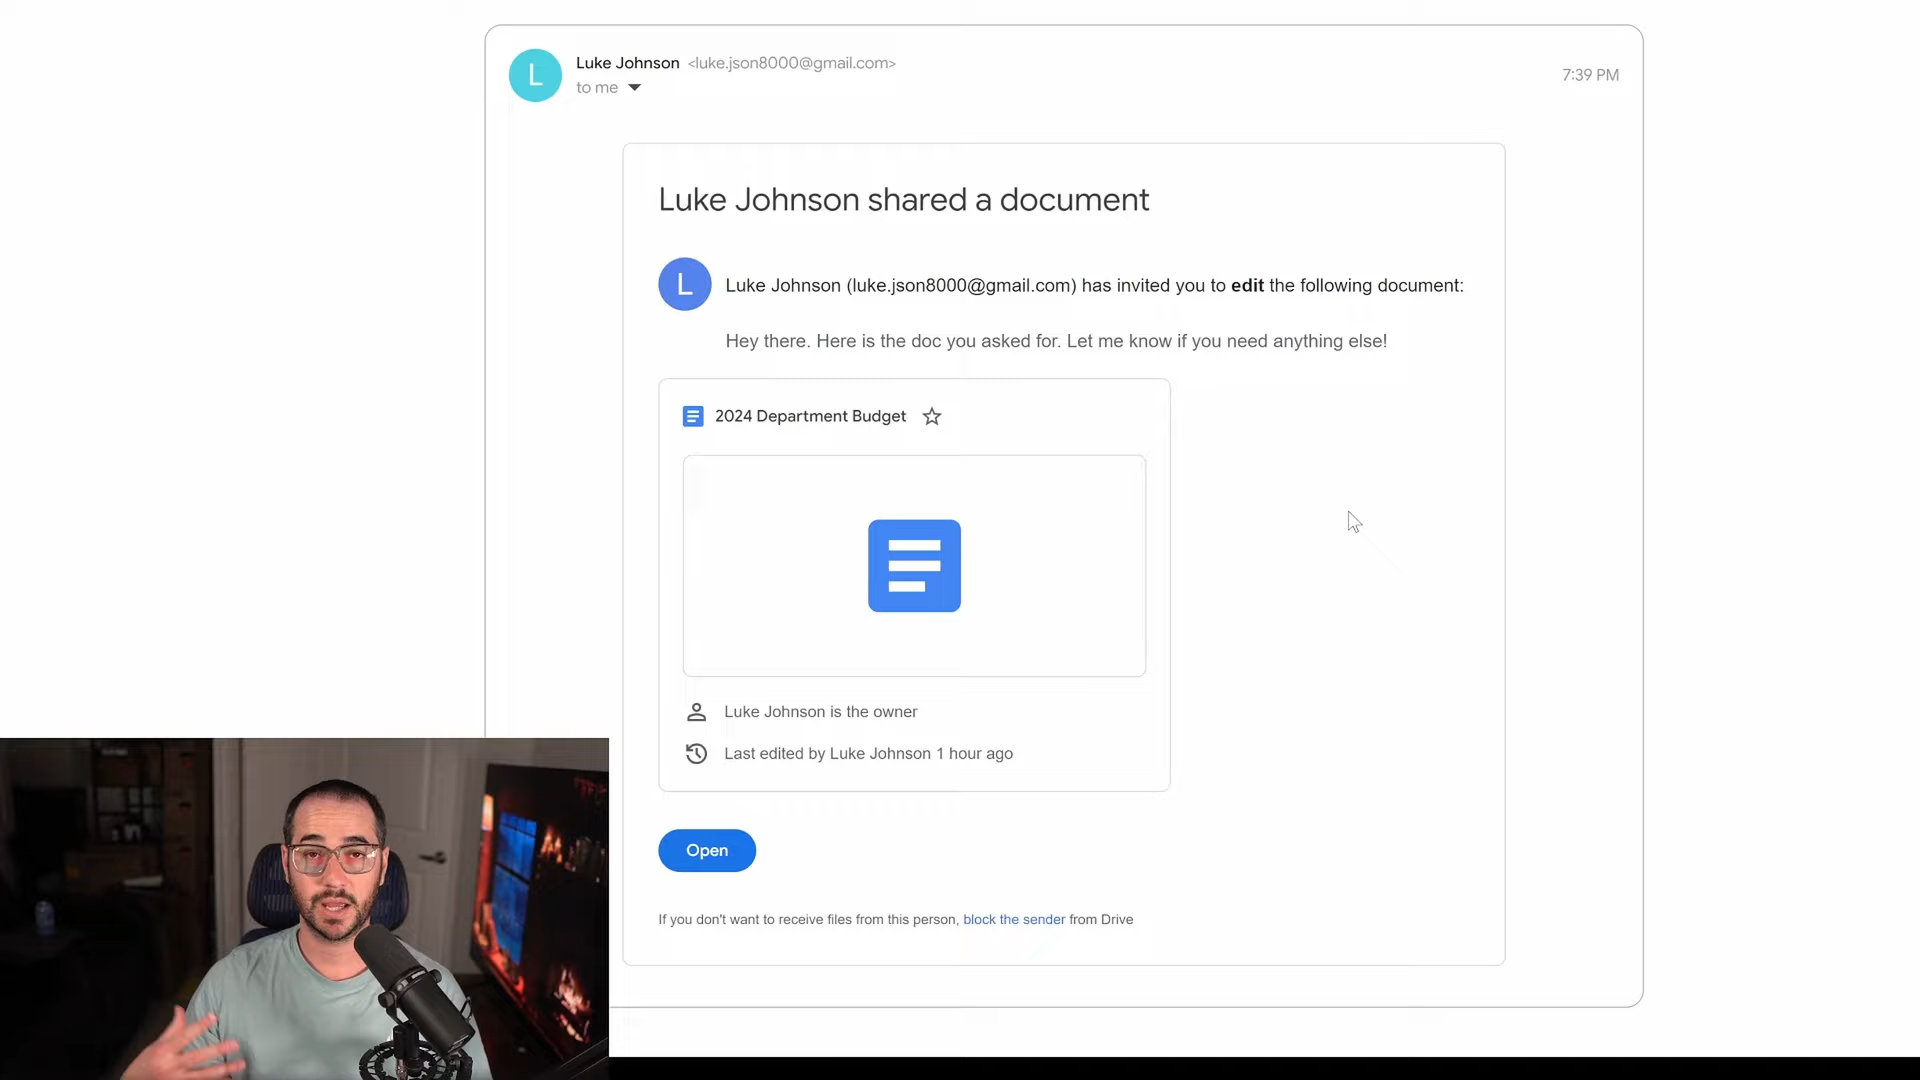 L
Luke Johnson <luke.json8000@gmail.com>
7:39 PM
to me
Luke Johnson shared a document
L
Luke Johnson (luke.json8000@gmail.com) has invited you to edit the following document:
Hey there. Here is the doc you asked for. Let me know if you need anything else!
2024 Department Budget
Luke Johnson is the owner
Last edited by Luke Johnson 1 hour ago
Open
If you don't want to receive files from this person, block the sender from Drive